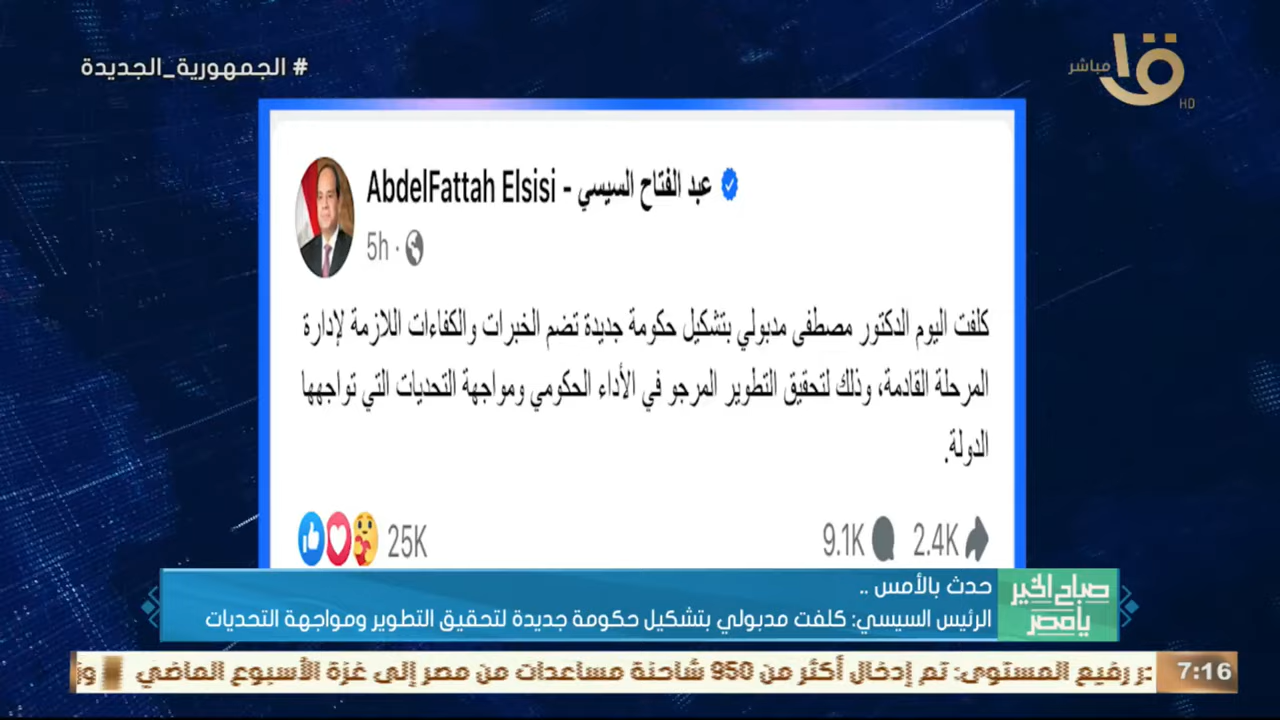 # الجمهورية_الجديدة
مباشر
HD
AbdelFattah Elsisi - عبد الفتاح السيسي
5h ·
كلفت اليوم الدكتور مصطفى مدبولي بتشكيل حكومة جديدة تضم الخبرات والكفاءات اللازمة لإدارة
المرحلة القادمة، وذلك لتحقيق التطوير المرجو في الأداء الحكومي ومواجهة التحديات التي تواجهها
الدولة.
25K
9.1K
2.4K
صباح الخير
يا مصر
حدث بالأمس ..
الرئيس السيسي: كلفت مدبولي بتشكيل حكومة جديدة لتحقيق التطوير ومواجهة التحديات
7:16
رفيع المستوى: تم إدخال أكثر من 950 شاحنة مساعدات من مصر إلى غزة الأسبوع الماضي